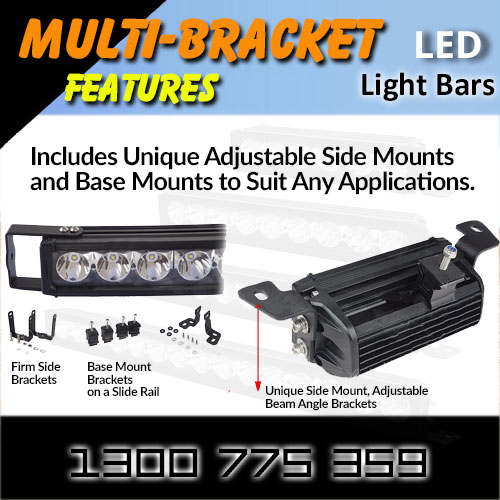 MULTI-BRACKET
FEATURES
LED
Light Bars
Includes Unique Adjustable Side Mounts
and Base Mounts to Suit Any Applications.
Firm Side
Brackets
Base Mount
Brackets
on a Slide Rail
Unique Side Mount, Adjustable
Beam Angle Brackets
1300 775 359